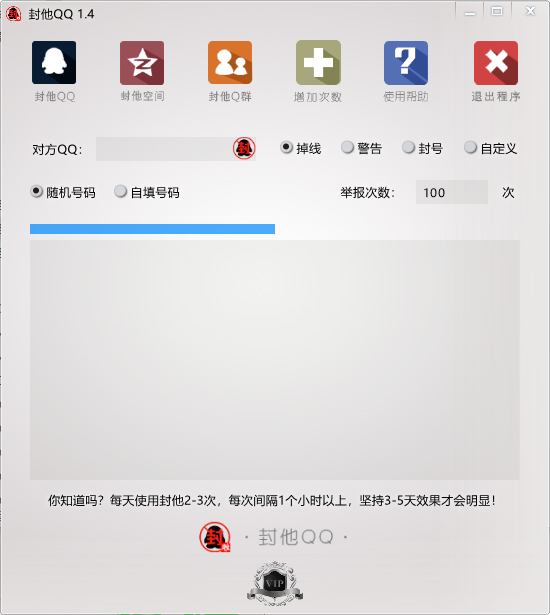 封他QQ 1.4
封他QQ 封他空间 封他Q群 增加次数 使用帮助 退出程序
对方QQ: 封 掉线 警告 封号 自定义
随机号码 自填号码 举报次数: 100 次
你知道吗？每天使用封他2-3次，每次间隔1个小时以上，坚持3-5天效果才会明显！
封 · 封他QQ ·
VIP